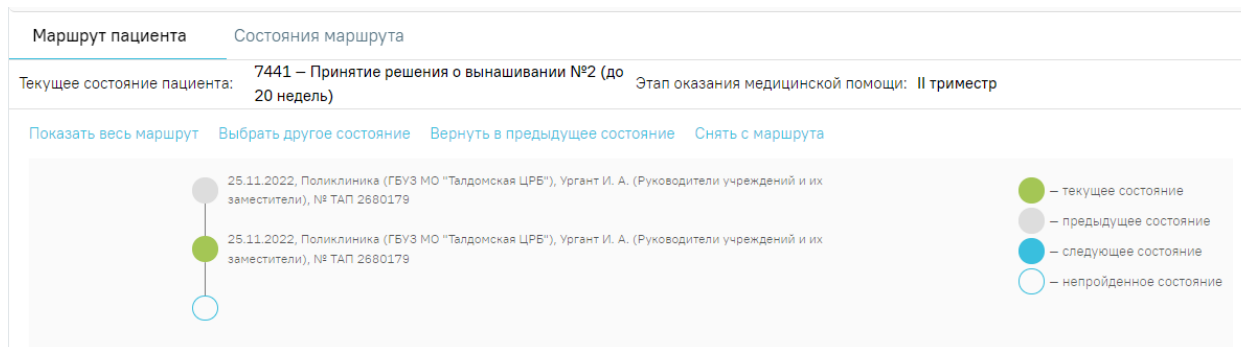 Маршрут пациента Состояния маршрута
Текущее состояние пациента: 7441 – Принятие решения о вынашивании №2 (до 20 недель) Этап оказания медицинской помощи: II триместр
Показать весь маршрут Выбрать другое состояние Вернуть в предыдущее состояние Снять с маршрута
25.11.2022, Поликлиника (ГБУЗ МО "Талдомская ЦРБ"), Ургант И. А. (Руководители учреждений и их
заместители), № ТАП 2680179
25.11.2022, Поликлиника (ГБУЗ МО "Талдомская ЦРБ"), Ургант И. А. (Руководители учреждений и их
заместители), № ТАП 2680179
– текущее состояние
– предыдущее состояние
– следующее состояние
– непройденное состояние